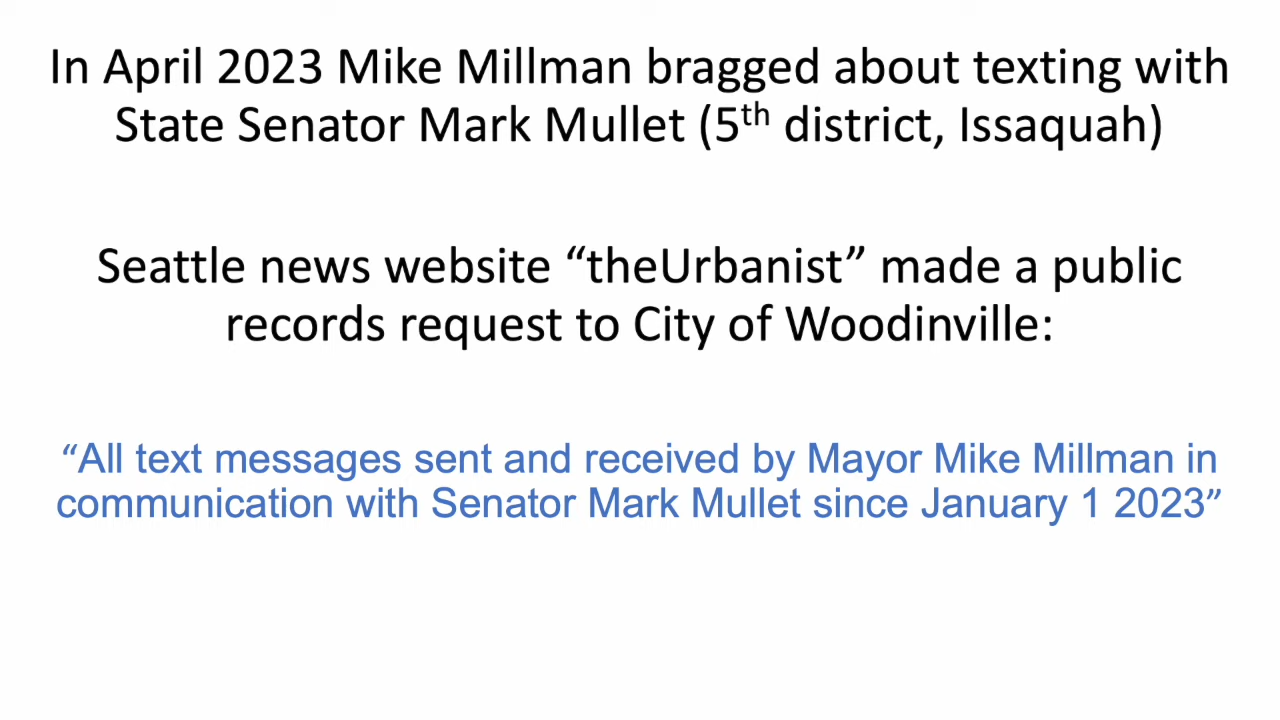 In April 2023 Mike Millman bragged about texting with
State Senator Mark Mullet (5th district, Issaquah)
Seattle news website “theUrbanist” made a public
records request to City of Woodinville:
“All text messages sent and received by Mayor Mike Millman in
communication with Senator Mark Mullet since January 1 2023”